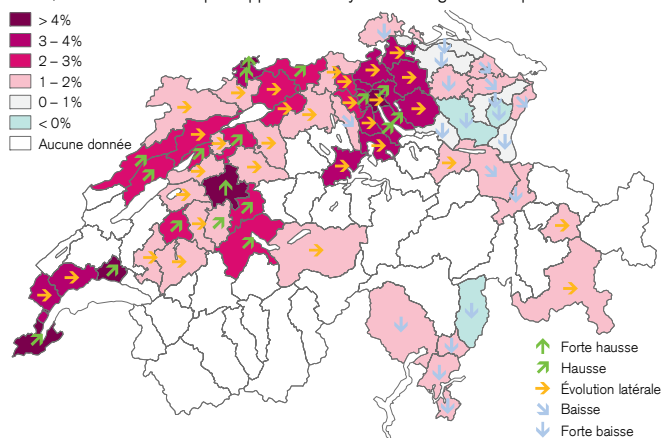 > 4%
3 – 4%
2 – 3%
1 – 2%
0 – 1%
< 0%
Aucune donnée
Forte hausse
Hausse
Évolution latérale
Baisse
Forte baisse